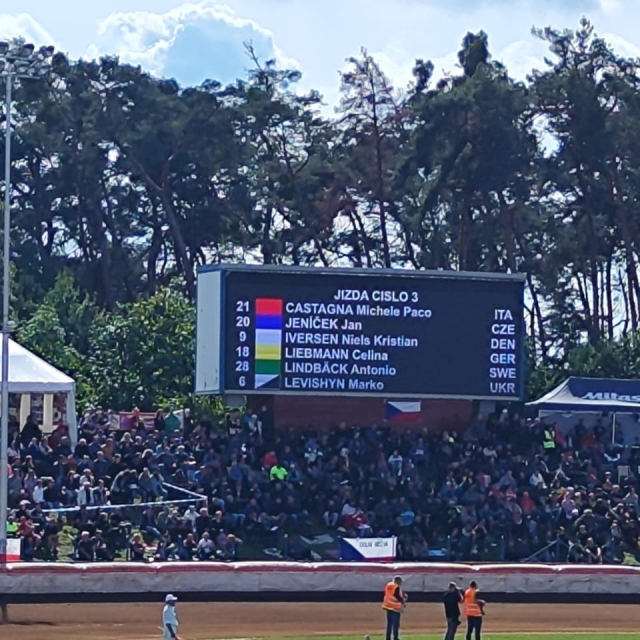 JIZDA CISLO 3
21 CASTAGNA Michele Paco ITA
20 JENÍČEK Jan CZE
9 IVERSEN Niels Kristian DEN
18 LIEBMANN Celina GER
28 LINDBÄCK Antonio SWE
6 LEVISHYN Marko UKR
Mitas